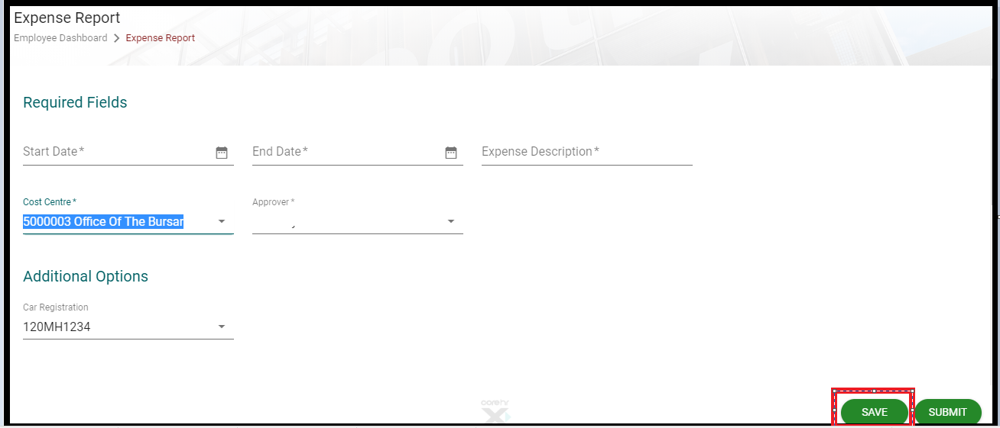 Expense Report
Employee Dashboard > Expense Report
Required Fields
Start Date *
End Date *
Expense Description *
Cost Centre *
Approver *
5000003 Office Of The Bursar
Additional Options
Car Registration
120MH1234
corehr
X
SAVE
SUBMIT